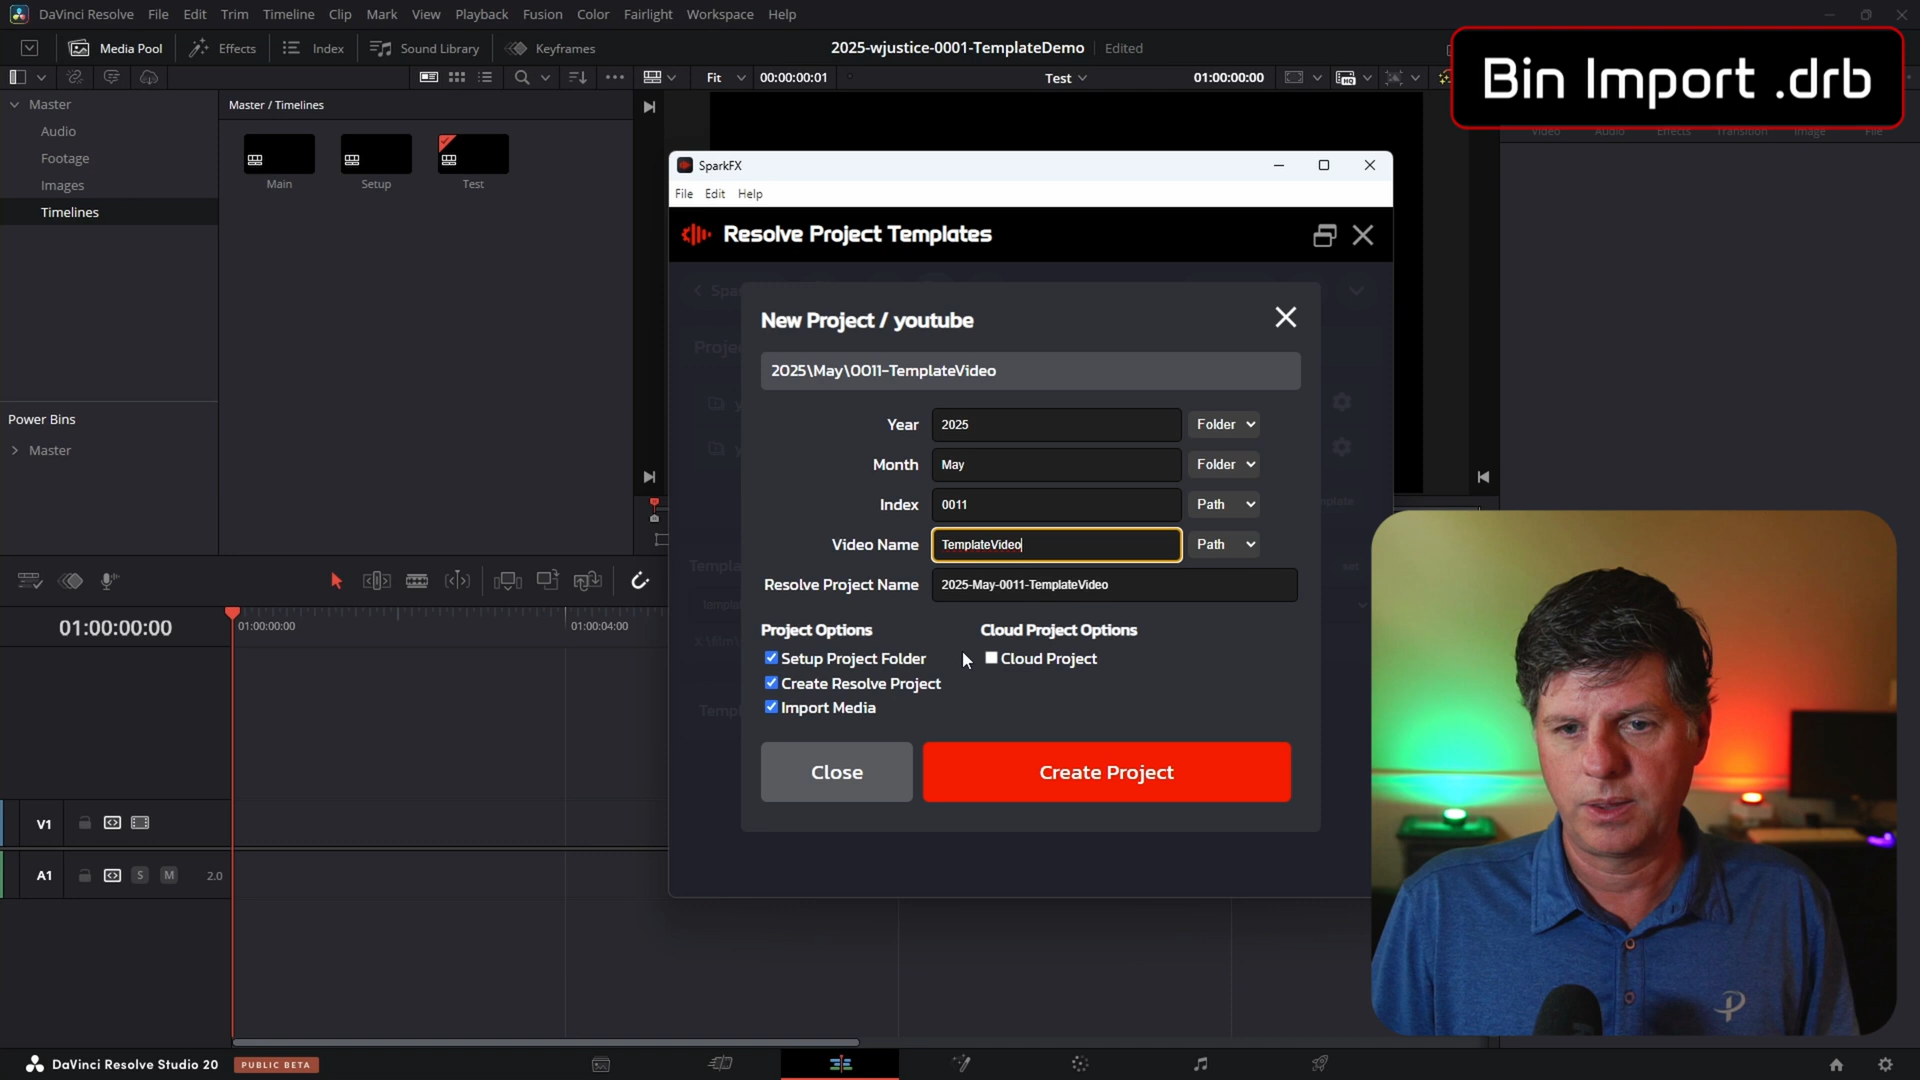 DaVinci Resolve File Edit Trim Timeline Clip Mark View Playback Fusion Color Fairlight Workspace Help
Media Pool Effects Index Sound Library Keyframes 2025-wjustice-0001-TemplateDemo Edited
Bin Import .drb
Fit 00:00:00:01 Test 01:00:00:00
Master
Audio
Footage
Images
Timelines
Master / Timelines
Main Setup Test
Video Audio Effects Transition Image File
Power Bins
Master
SparkFX
File Edit Help
Resolve Project Templates
New Project / youtube
2025\May\0011-TemplateVideo
Year 2025 Folder
Month May Folder
Index 0011 Path
Video Name TemplateVideo Path
Resolve Project Name 2025-May-0011-TemplateVideo
Project Options Cloud Project Options
Setup Project Folder Cloud Project
Create Resolve Project
Import Media
Close Create Project
01:00:00:00 01:00:00:00 01:00:04:00
V1
A1 S M 2.0
DaVinci Resolve Studio 20 PUBLIC BETA